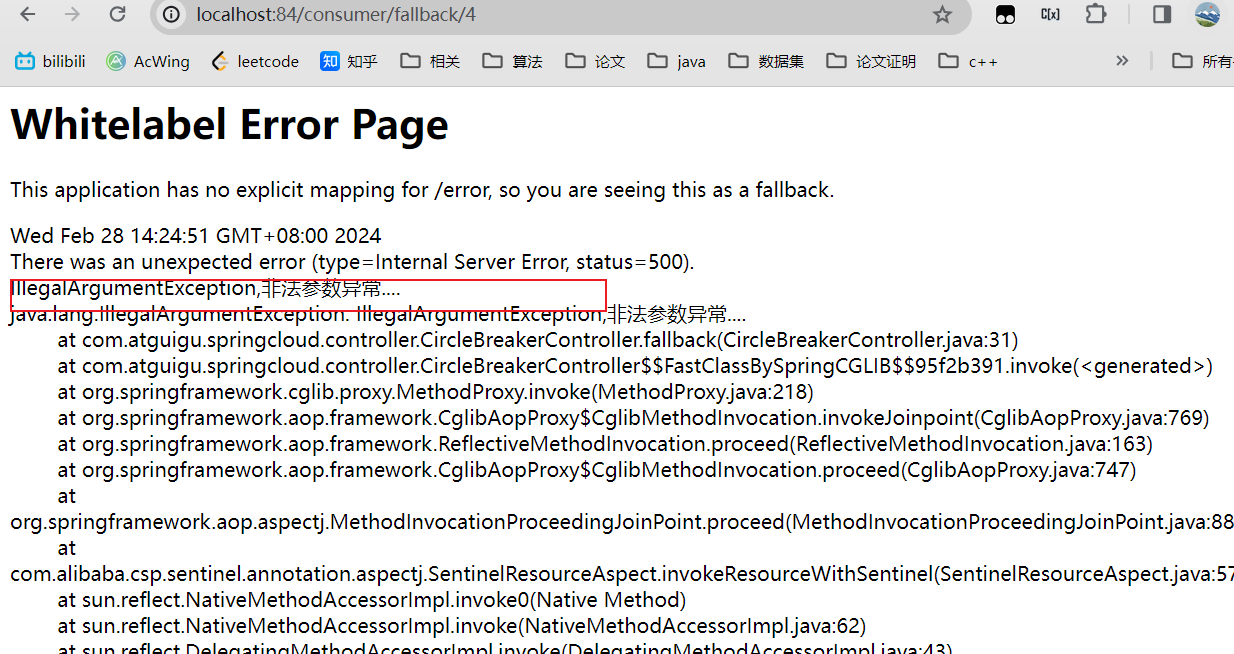 localhost:84/consumer/fallback/4
C[x]
bilibili AcWing leetcode 知 知乎 相关 算法 论文 java 数据集 论文证明 c++ » 所有
Whitelabel Error Page
This application has no explicit mapping for /error, so you are seeing this as a fallback.
Wed Feb 28 14:24:51 GMT+08:00 2024
There was an unexpected error (type=Internal Server Error, status=500).
IllegalArgumentException,非法参数异常....
java.lang.IllegalArgumentException: IllegalArgumentException,非法参数异常....
at com.atguigu.springcloud.controller.CircleBreakerController.fallback(CircleBreakerController.java:31)
at com.atguigu.springcloud.controller.CircleBreakerController$$FastClassBySpringCGLIB$$95f2b391.invoke(<generated>)
at org.springframework.cglib.proxy.MethodProxy.invoke(MethodProxy.java:218)
at org.springframework.aop.framework.CglibAopProxy$CglibMethodInvocation.invokeJoinpoint(CglibAopProxy.java:769)
at org.springframework.aop.framework.ReflectiveMethodInvocation.proceed(ReflectiveMethodInvocation.java:163)
at org.springframework.aop.framework.CglibAopProxy$CglibMethodInvocation.proceed(CglibAopProxy.java:747)
at
org.springframework.aop.aspectj.MethodInvocationProceedingJoinPoint.proceed(MethodInvocationProceedingJoinPoint.java:88
at
com.alibaba.csp.sentinel.annotation.aspectj.SentinelResourceAspect.invokeResourceWithSentinel(SentinelResourceAspect.java:57
at sun.reflect.NativeMethodAccessorImpl.invoke0(Native Method)
at sun.reflect.NativeMethodAccessorImpl.invoke(NativeMethodAccessorImpl.java:62)
at sun.reflect.DelegatingMethodAccessorImpl.invoke(DelegatingMethodAccessorImpl.java:43)